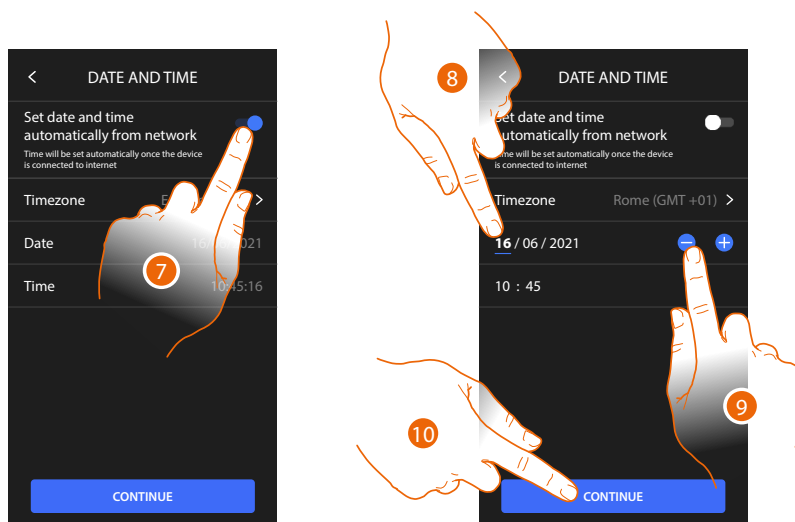 DATE AND TIME
Set date and time
automatically from network
Time will be set automatically once the device
is connected to internet
Timezone
Date
7
Time 10:45:16
CONTINUE
8
DATE AND TIME
Set date and time
automatically from network
Time will be set automatically once the device
is connected to internet
Timezone Rome (GMT +01)
16 / 06 / 2021
10 : 45
9
10
CONTINUE